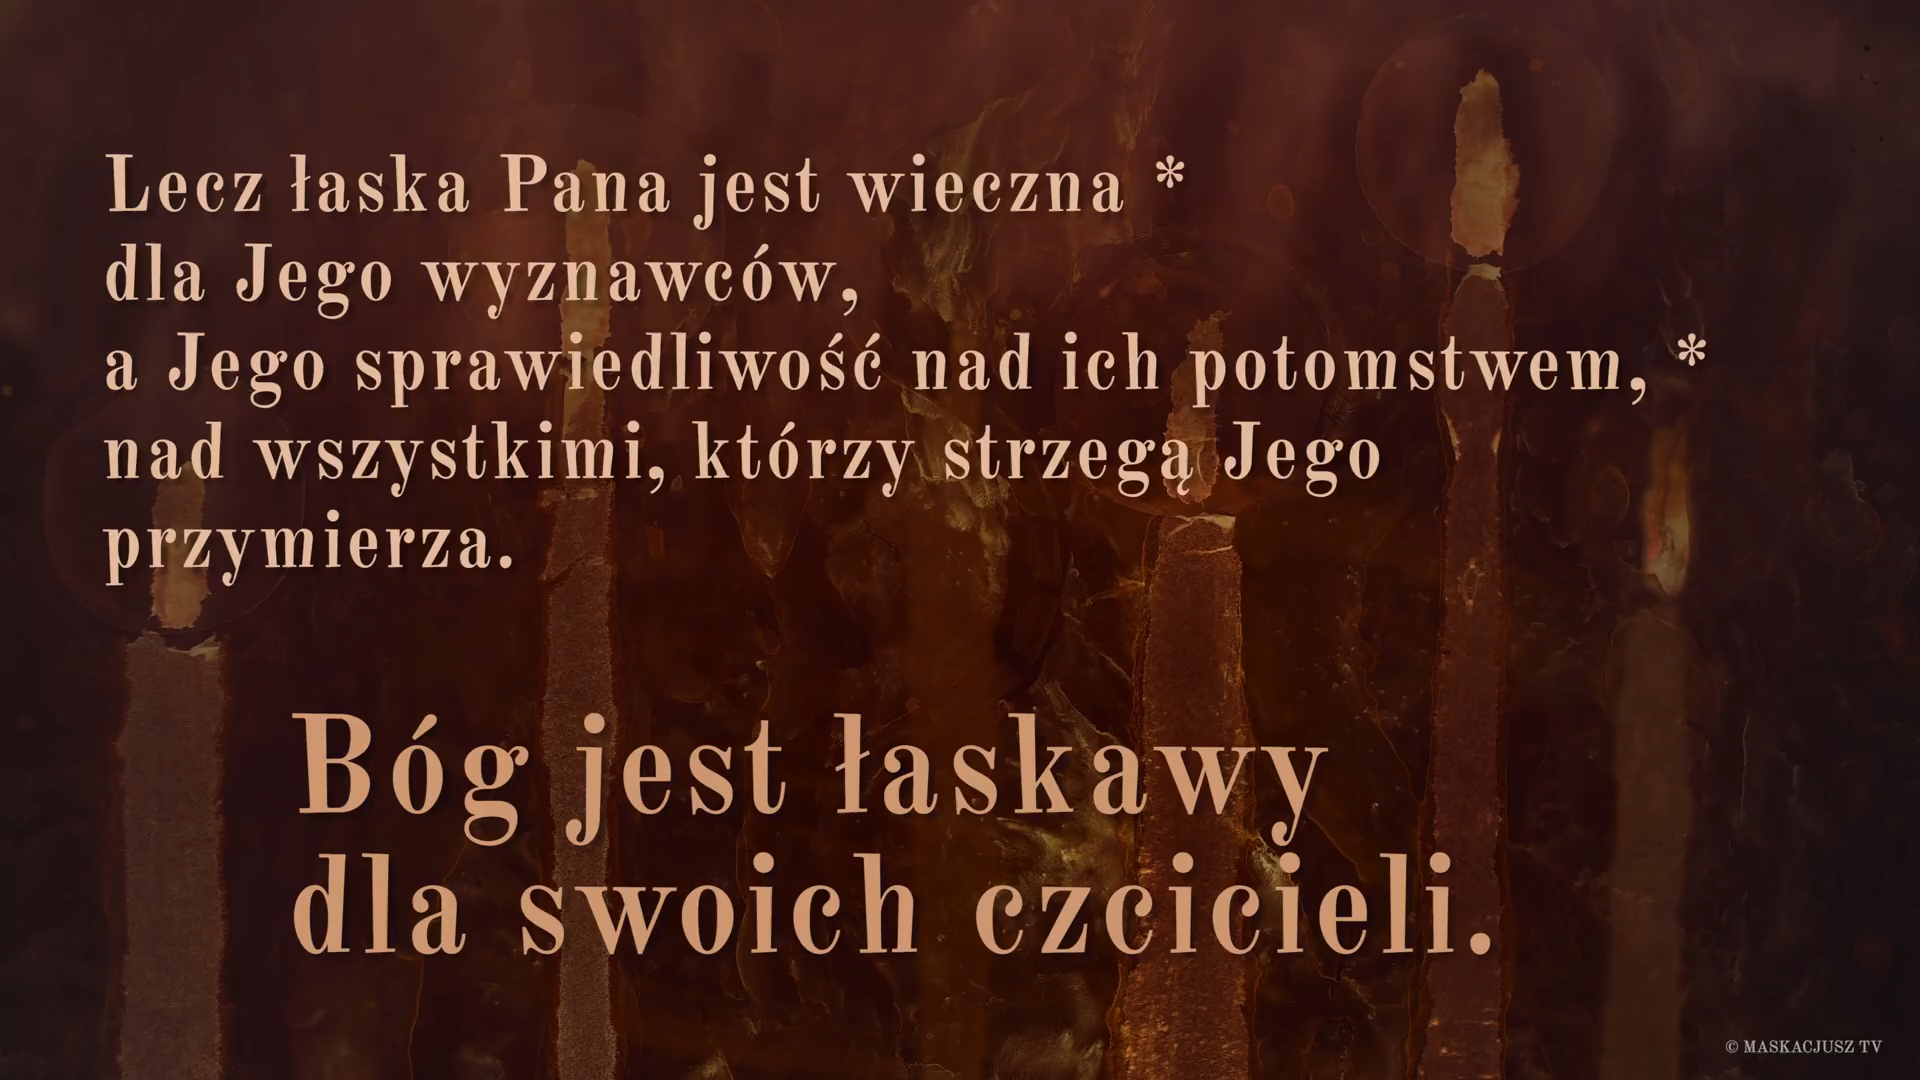 Lecz łaska Pana jest wieczna *
dla Jego wyznawców,
a Jego sprawiedliwość nad ich potomstwem, *
nad wszystkimi, którzy strzegą Jego
przymierza.
Bóg jest łaskawy
dla swoich czcicieli.
© MASKACJUSZ TV